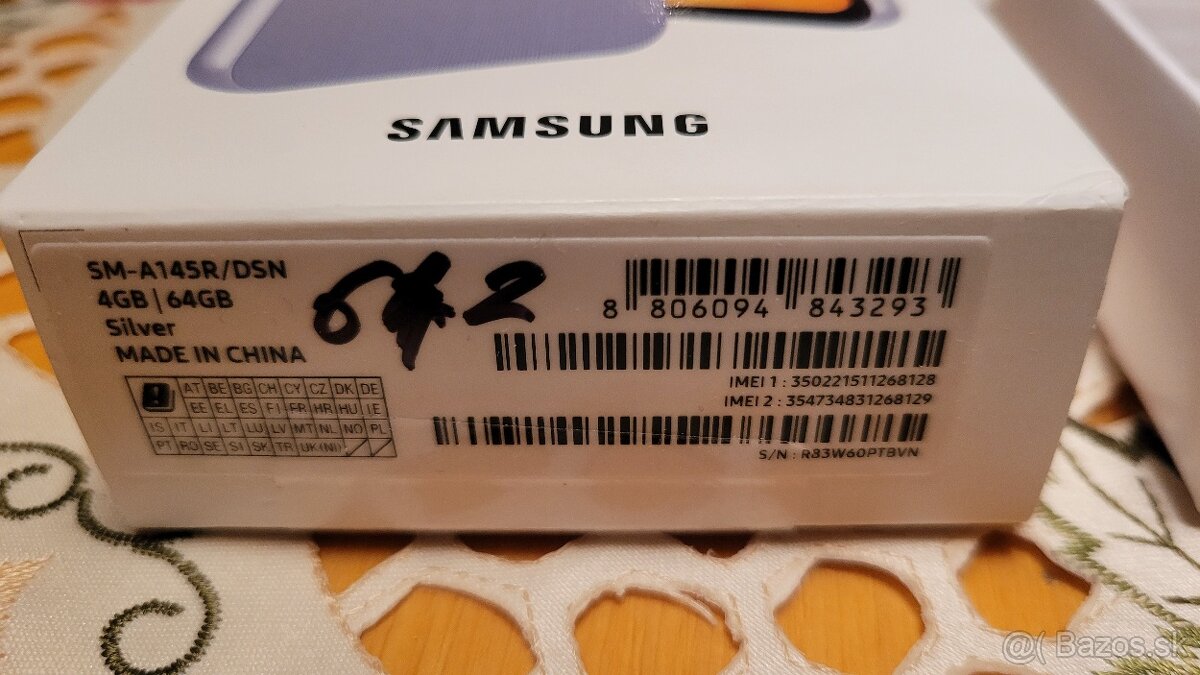 SAMSUNG
SM-A145R/DSN
4GB | 64GB
Silver
MADE IN CHINA
AT BE BG CH CY CZ DK DE
EE EL ES FI FR HR HU IE
IS IT LI LT LU LV MT NL NO PL
PT RO SE SI SK TR UK(NI)
8 806094 843293
IMEI 1 : 350221511268128
IMEI 2 : 354734831268129
S/N : R83W60PTBVN
@( Bazos.sk